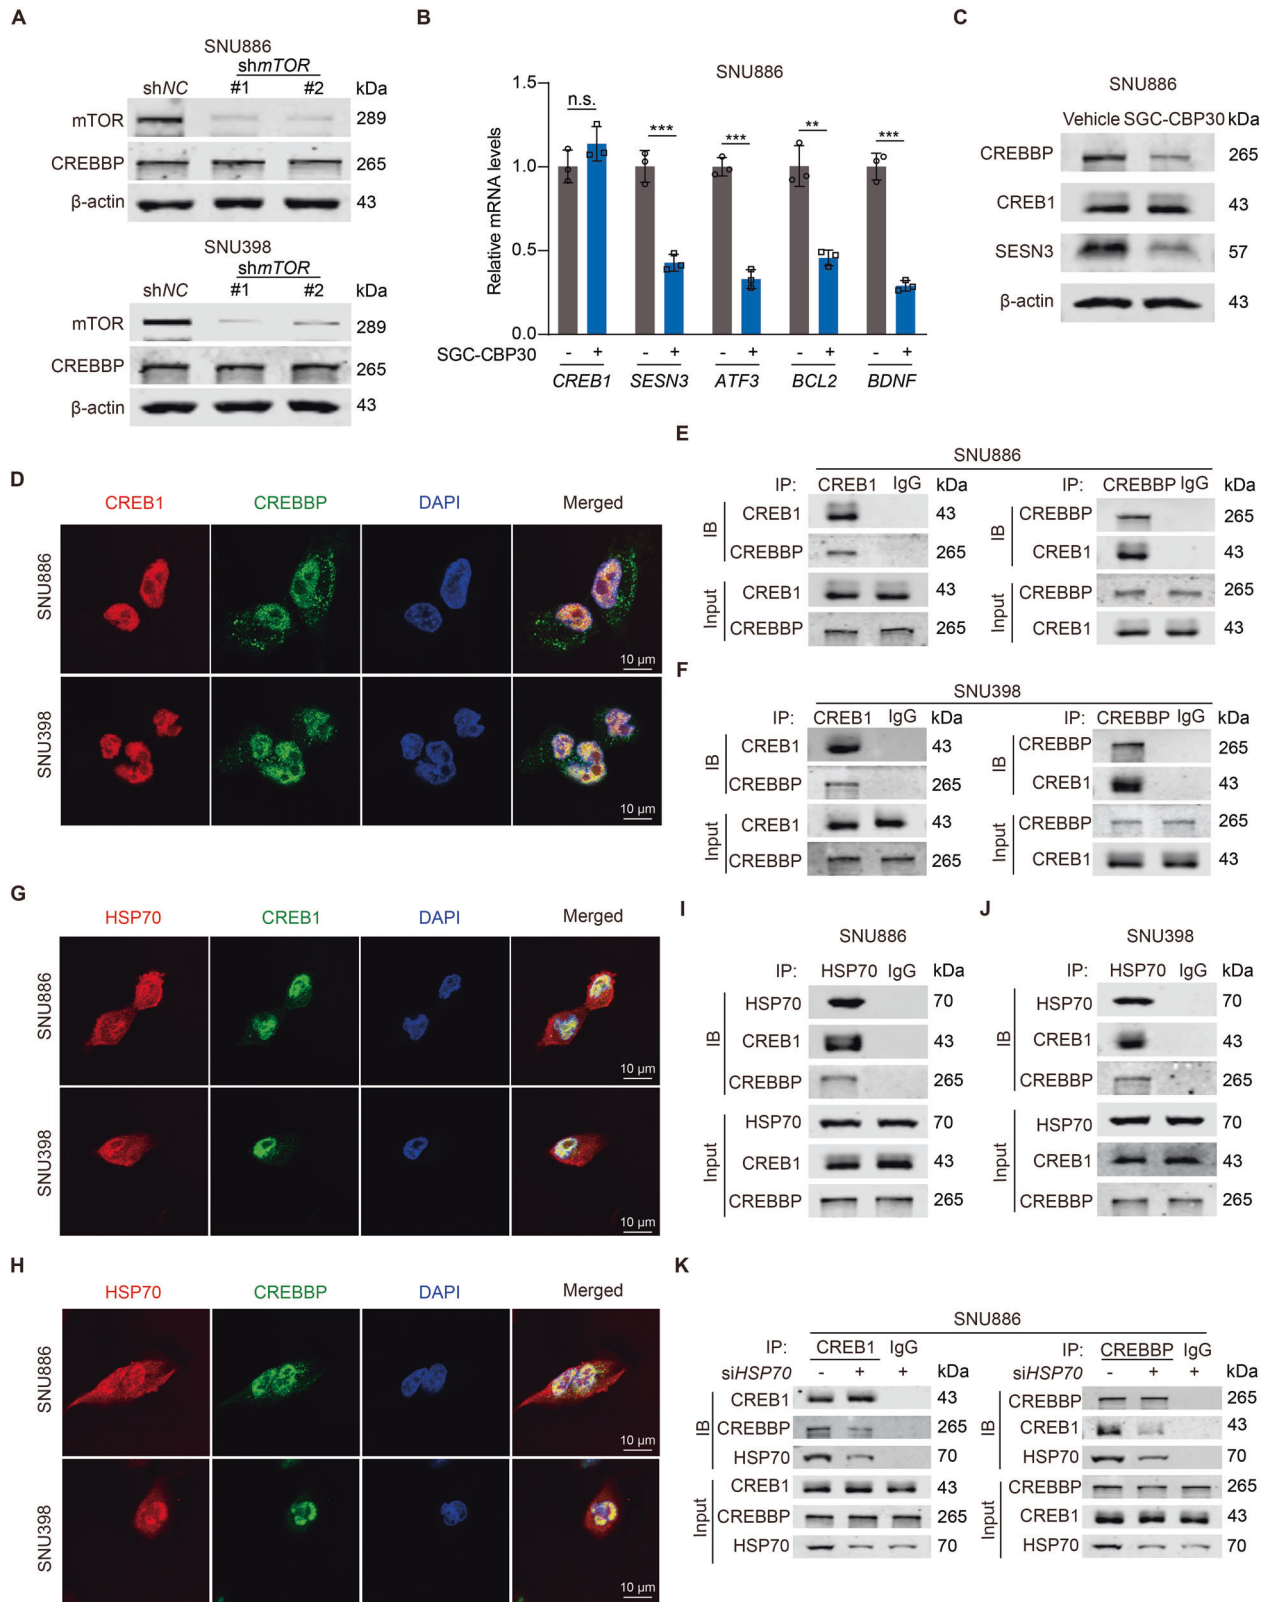 A
SNU886
shmTOR
shNC #1 #2 kDa
mTOR 289
CREBBP 265
β-actin 43
SNU398
shmTOR
shNC #1 #2 kDa
mTOR 289
CREBBP 265
β-actin 43
B
SNU886
Relative mRNA levels
1.5
1.0
0.5
0.0
n.s. *** *** ** ***
SGC-CBP30 - + - + - + - + - +
CREB1 SESN3 ATF3 BCL2 BDNF
C
SNU886
Vehicle SGC-CBP30 kDa
CREBBP 265
CREB1 43
SESN3 57
β-actin 43
D
CREB1 CREBBP DAPI Merged
SNU886
10 μm
SNU398
10 μm
E
SNU886
IP: CREB1 IgG kDa
IB
CREB1 43
CREBBP 265
Input
CREB1 43
CREBBP 265
IP: CREBBP IgG kDa
IB
CREBBP 265
CREB1 43
Input
CREBBP 265
CREB1 43
F
SNU398
IP: CREB1 IgG kDa
IB
CREB1 43
CREBBP 265
Input
CREB1 43
CREBBP 265
IP: CREBBP IgG kDa
IB
CREBBP 265
CREB1 43
Input
CREBBP 265
CREB1 43
G
HSP70 CREB1 DAPI Merged
SNU886
10 μm
SNU398
10 μm
H
HSP70 CREBBP DAPI Merged
SNU886
10 μm
SNU398
10 μm
I
SNU886
IP: HSP70 IgG kDa
IB
HSP70 70
CREB1 43
CREBBP 265
Input
HSP70 70
CREB1 43
CREBBP 265
J
SNU398
IP: HSP70 IgG kDa
IB
HSP70 70
CREB1 43
CREBBP 265
Input
HSP70 70
CREB1 43
CREBBP 265
K
SNU886
IP: CREB1 IgG
siHSP70 - + + kDa
IB
CREB1 43
CREBBP 265
HSP70 70
Input
CREB1 43
CREBBP 265
HSP70 70
IP: CREBBP IgG
siHSP70 - + + kDa
IB
CREBBP 265
CREB1 43
HSP70 70
Input
CREBBP 265
CREB1 43
HSP70 70